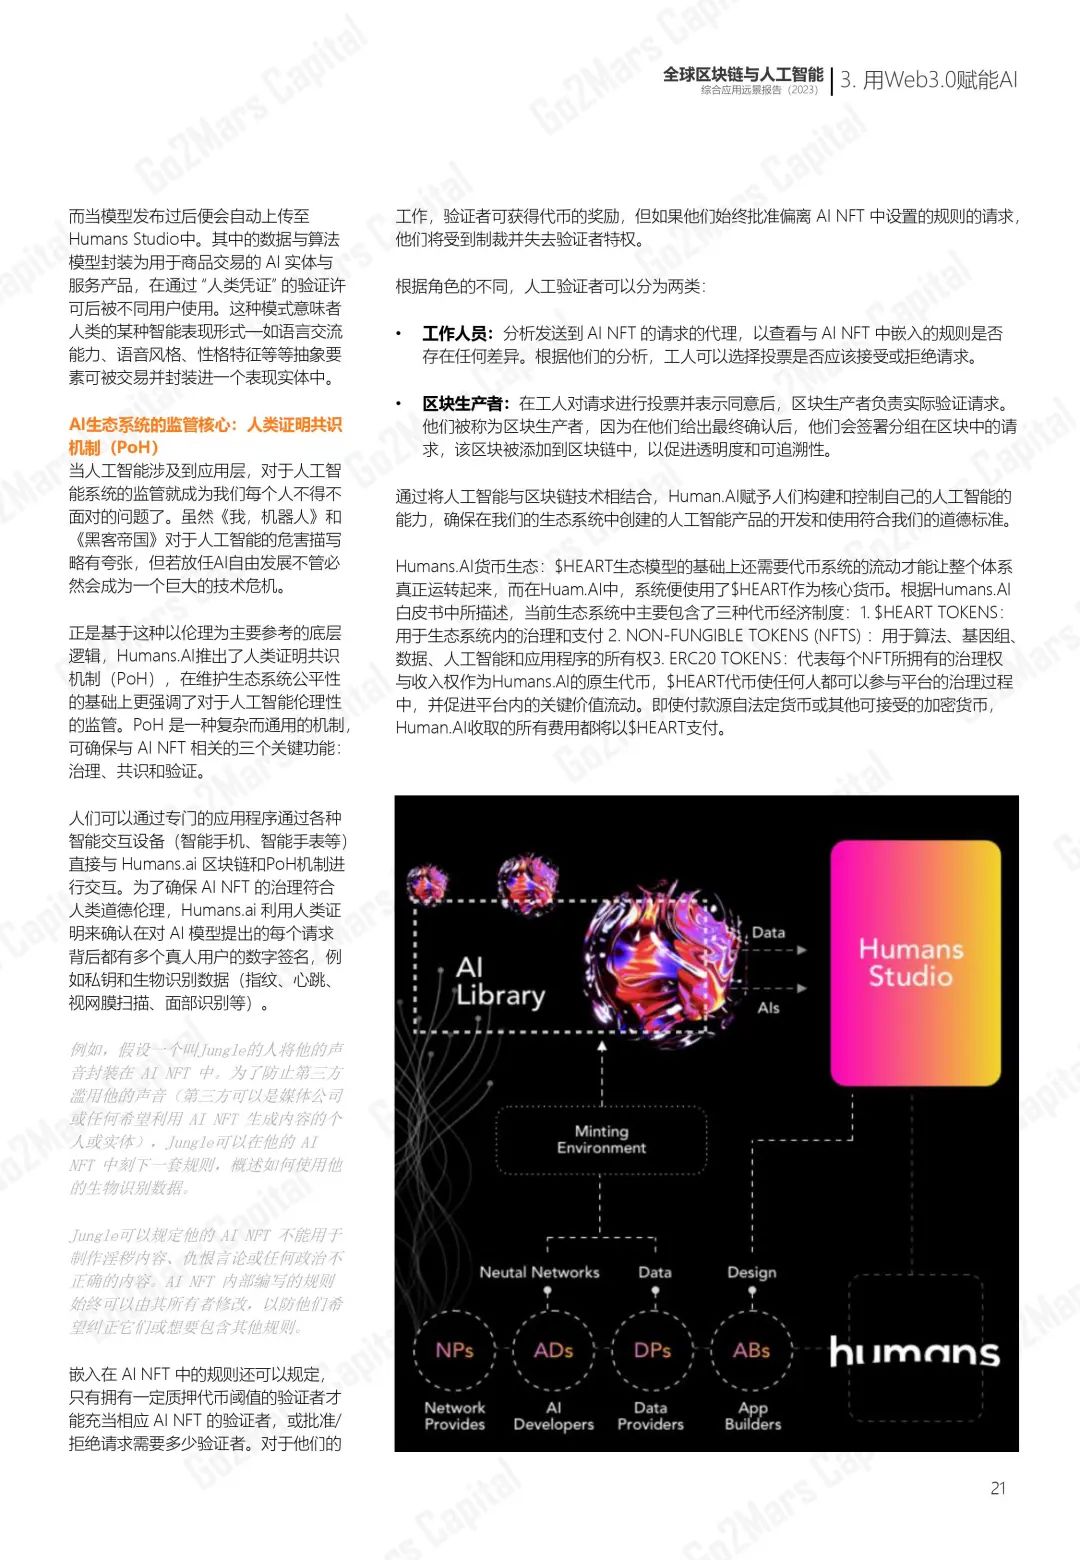 全球区块链与人工智能
综合应用远景报告（2023）
3. 用Web3.0赋能AI
而当模型发布过后便会自动上传至
Humans Studio中。其中的数据与算法
模型封装为用于商品交易的 AI 实体与
服务产品，在通过 “人类凭证” 的验证许
可后被不同用户使用。这种模式意味者
人类的某种智能表现形式—如语言交流
能力、语音风格、性格特征等等抽象要
素可被交易并封装进一个表现实体中。
AI生态系统的监管核心：人类证明共识
机制（PoH）
当人工智能涉及到应用层，对于人工智
能系统的监管就成为我们每个人不得不
面对的问题了。虽然《我，机器人》和
《黑客帝国》对于人工智能的危害描写
略有夸张，但若放任AI自由发展不管必
然会成为一个巨大的技术危机。
正是基于这种以伦理为主要参考的底层
逻辑，Humans.AI推出了人类证明共识
机制（PoH），在维护生态系统公平性
的基础上更强调了对于人工智能伦理性
的监管。PoH 是一种复杂而通用的机制，
可确保与 AI NFT 相关的三个关键功能：
治理、共识和验证。
人们可以通过专门的应用程序通过各种
智能交互设备（智能手机、智能手表等）
直接与 Humans.ai 区块链和PoH机制进
行交互。为了确保 AI NFT 的治理符合
人类道德伦理，Humans.ai 利用人类证
明来确认在对 AI 模型提出的每个请求
背后都有多个真人用户的数字签名，例
如私钥和生物识别数据（指纹、心跳、
视网膜扫描、面部识别等）。
例如，假设一个叫Jungle的人将他的声
音封装在 AI NFT 中。为了防止第三方
滥用他的声音（第三方可以是媒体公司
或任何希望利用 AI NFT 生成内容的个
人或实体），Jungle可以在他的 AI
NFT 中刻下一套规则，概述如何使用他
的生物识别数据。
Jungle可以规定他的 AI NFT 不能用于
制作淫秽内容、仇恨言论或任何政治不
正确的内容。AI NFT 内部编写的规则
始终可以由其所有者修改，以防他们希
望纠正它们或想要包含其他规则。
嵌入在 AI NFT 中的规则还可以规定，
只有拥有一定质押代币阈值的验证者才
能充当相应 AI NFT 的验证者，或批准/
拒绝请求需要多少验证者。对于他们的
工作，验证者可获得代币的奖励，但如果他们始终批准偏离 AI NFT 中设置的规则的请求，
他们将受到制裁并失去验证者特权。
根据角色的不同，人工验证者可以分为两类：
• 工作人员：分析发送到 AI NFT 的请求的代理，以查看与 AI NFT 中嵌入的规则是否
存在任何差异。根据他们的分析，工人可以选择投票是否应该接受或拒绝请求。
• 区块生产者：在工人对请求进行投票并表示同意后，区块生产者负责实际验证请求。
他们被称为区块生产者，因为在他们给出最终确认后，他们会签署分组在区块中的请
求，该区块被添加到区块链中，以促进透明度和可追溯性。
通过将人工智能与区块链技术相结合，Human.AI赋予人们构建和控制自己的人工智能的
能力，确保在我们的生态系统中创建的人工智能产品的开发和使用符合我们的道德标准。
Humans.AI货币生态：$HEART生态模型的基础上还需要代币系统的流动才能让整个体系
真正运转起来，而在Huam.AI中，系统便使用了$HEART作为核心货币。根据Humans.AI
白皮书中所描述，当前生态系统中主要包含了三种代币经济制度：1. $HEART TOKENS：
用于生态系统内的治理和支付 2. NON-FUNGIBLE TOKENS (NFTS) ：用于算法、基因组、
数据、人工智能和应用程序的所有权3. ERC20 TOKENS：代表每个NFT所拥有的治理权
与收入权作为Humans.AI的原生代币，$HEART代币使任何人都可以参与平台的治理过程
中，并促进平台内的关键价值流动。即使付款源自法定货币或其他可接受的加密货币，
Human.AI收取的所有费用都将以$HEART支付。
AI
Library
Data
AIs
Humans
Studio
Minting
Environment
Neutal Networks
Data
Design
NPs
ADs
DPs
ABs
humans
Network
Provides
AI
Developers
Data
Providers
App
Builders
21
Go2Mars Capital